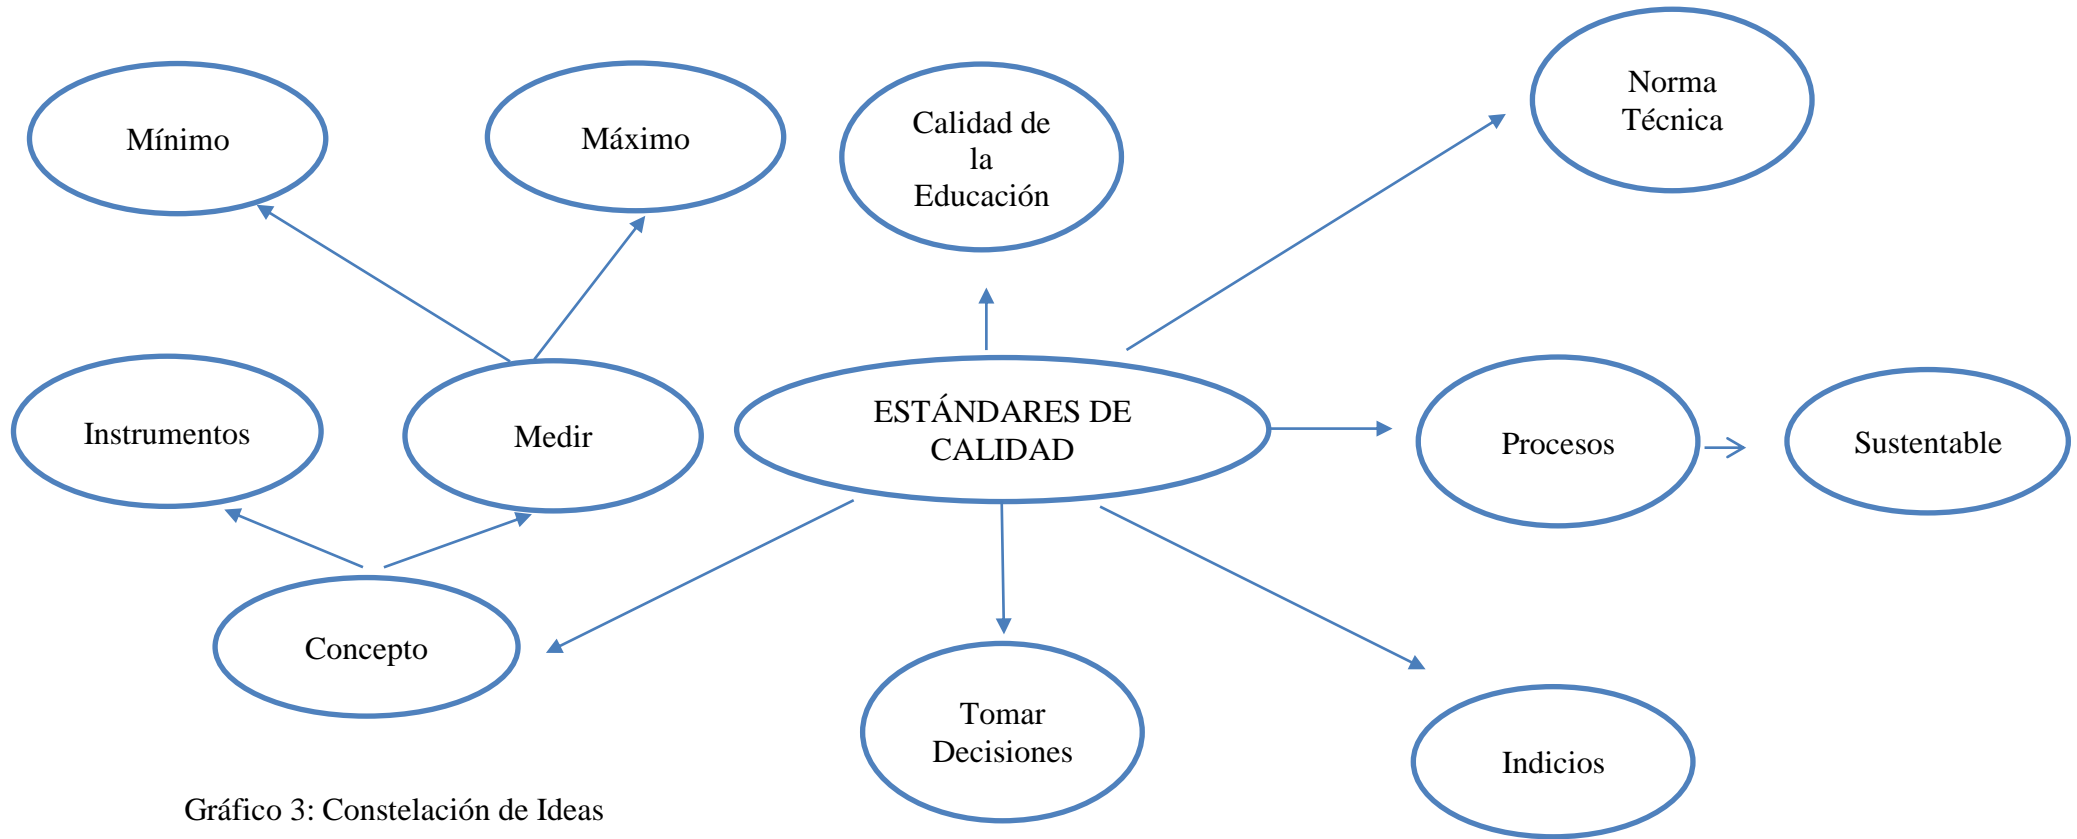 Norma
Técnica
Mínimo
Máximo
Calidad de
la
Educación
ESTÁNDARES DE
CALIDAD
Instrumentos
Medir
Procesos
Sustentable
Concepto
Tomar
Decisiones
Indicios
Gráfico 3: Constelación de Ideas